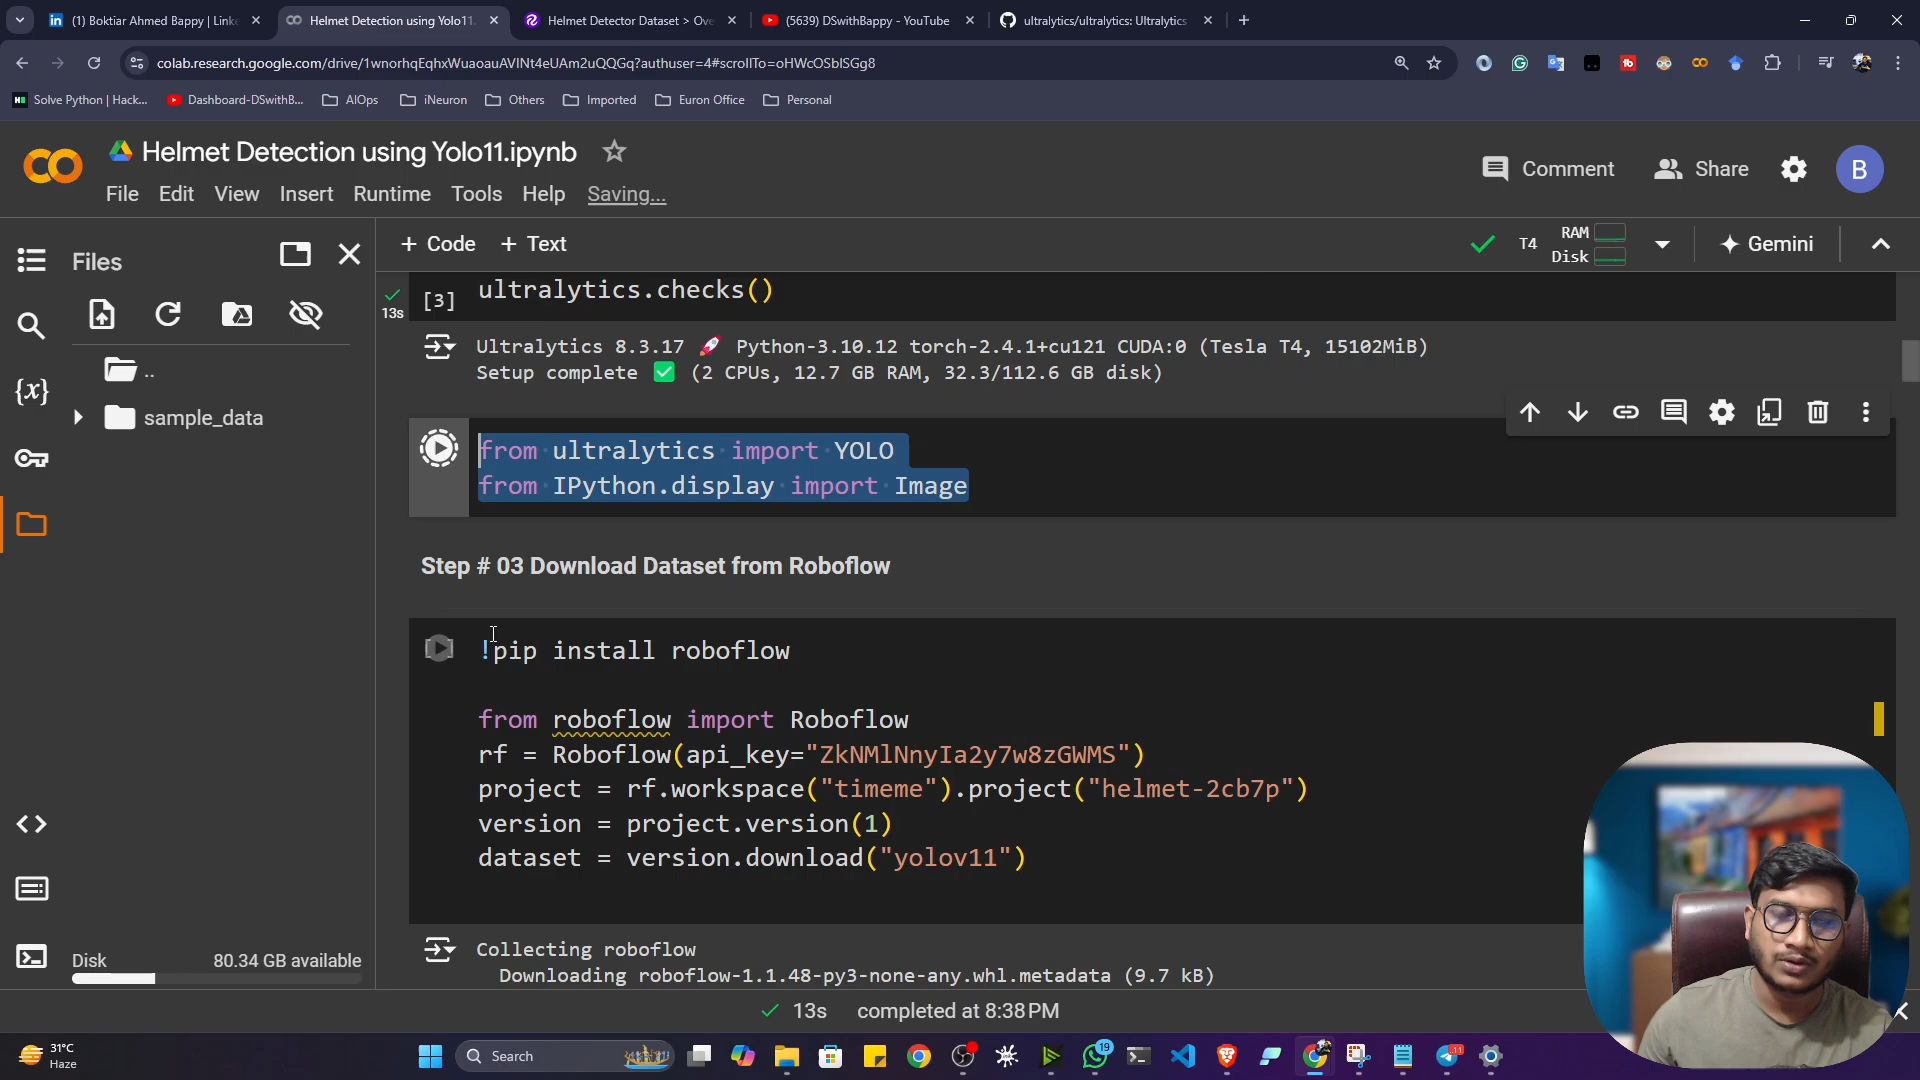 (1) Boktiar Ahmed Bappy | Linke
Helmet Detection using Yolo11.
Helmet Detector Dataset > Ove
(5639) DSwithBappy - YouTube
ultralytics/ultralytics: Ultralytics
colab.research.google.com/drive/1wnorhqEqhxWuaoauAVINt4eUAm2uQQGq?authuser=4#scrollTo=oHWcOSbISGg8
Solve Python | Hack...
Dashboard-DSwithB...
AIOps
iNeuron
Others
Imported
Euron Office
Personal
Helmet Detection using Yolo11.ipynb
File Edit View Insert Runtime Tools Help Saving...
Comment
Share
B
Files
+ Code + Text
T4
RAM
Disk
Gemini
..
sample_data
Disk 80.34 GB available
13s
[3]
ultralytics.checks()
Ultralytics 8.3.17 🚀 Python-3.10.12 torch-2.4.1+cu121 CUDA:0 (Tesla T4, 15102MiB)
Setup complete ✅ (2 CPUs, 12.7 GB RAM, 32.3/112.6 GB disk)
from ultralytics import YOLO
from IPython.display import Image
Step # 03 Download Dataset from Roboflow
!pip install roboflow
from roboflow import Roboflow
rf = Roboflow(api_key="ZkNMlNnyIa2y7w8zGWMS")
project = rf.workspace("timeme").project("helmet-2cb7p")
version = project.version(1)
dataset = version.download("yolov11")
Collecting roboflow
Downloading roboflow-1.1.48-py3-none-any.whl.metadata (9.7 kB)
13s completed at 8:38 PM
31°C
Haze
Search
19
11